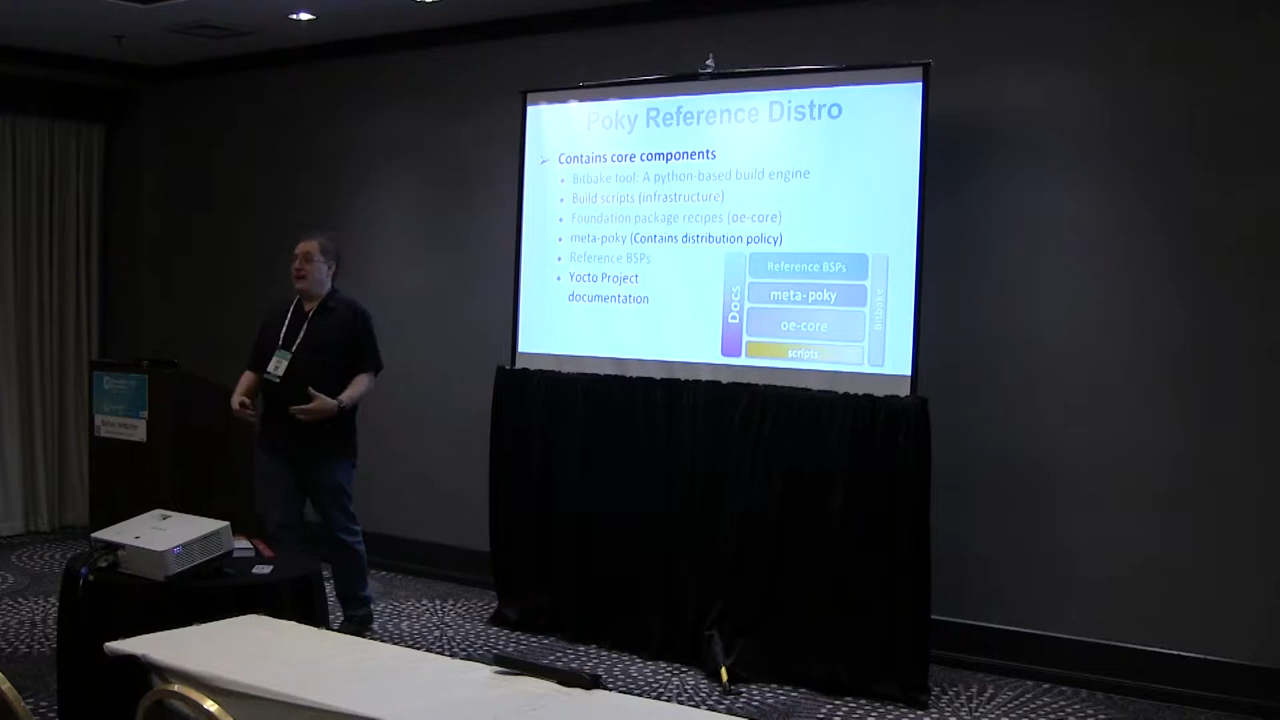 Poky Reference Distro
Contains core components
Bitbake tool: A python-based build engine
Build scripts (infrastructure)
Foundation package recipes (oe-core)
meta-poky (Contains distribution policy)
Reference BSPs
Yocto Project
documentation
Docs
Reference BSPs
meta-poky
oe-core
scripts
Bitbake